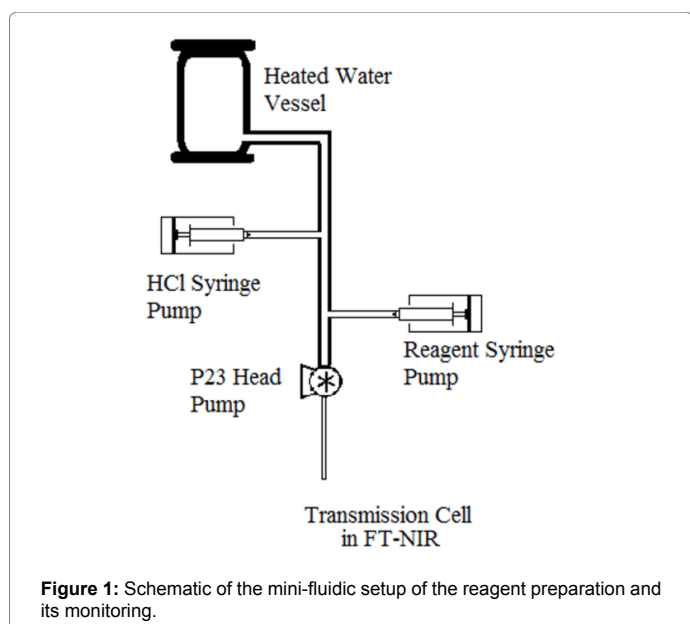 Heated Water
Vessel
HCl Syringe
Pump
Reagent Syringe
Pump
P23 Head
Pump
Transmission Cell
in FT-NIR
Figure 1: Schematic of the mini-fluidic setup of the reagent preparation and
its monitoring.